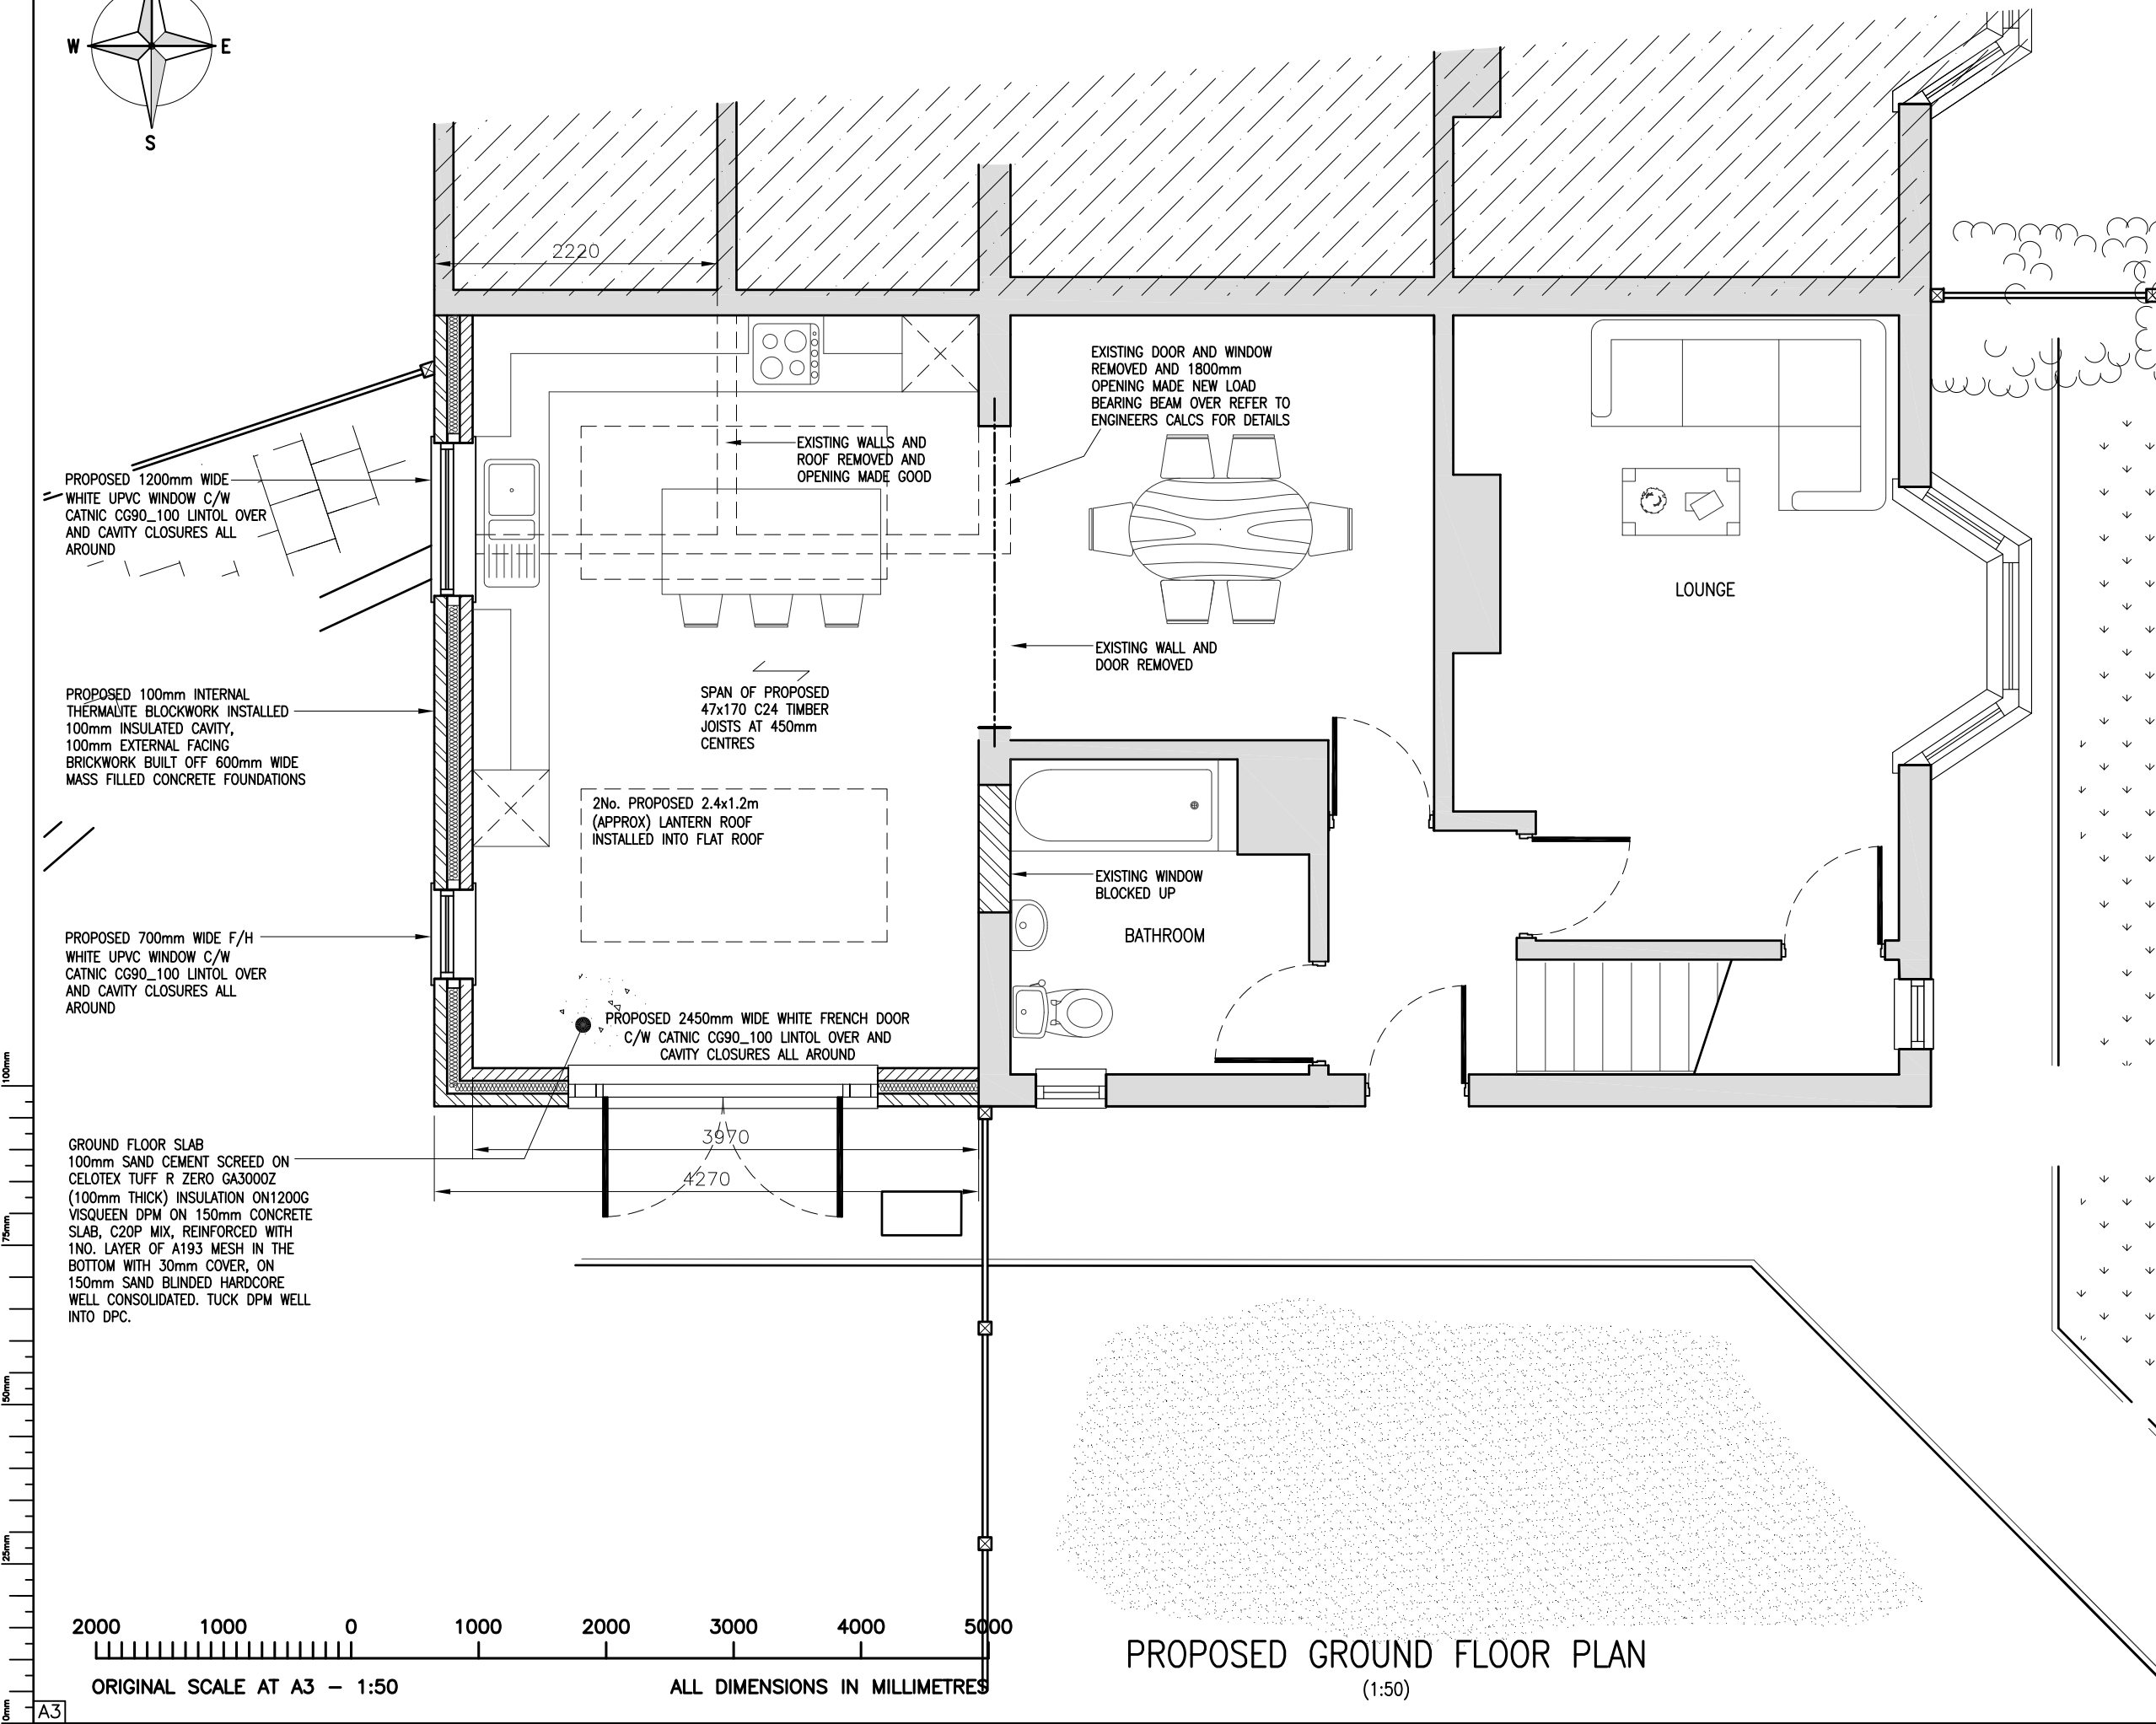 W
E
S
2220
EXISTING DOOR AND WINDOW
REMOVED AND 1800mm
OPENING MADE NEW LOAD
BEARING BEAM OVER REFER TO
ENGINEERS CALCS FOR DETAILS
EXISTING WALLS AND
ROOF REMOVED AND
OPENING MADE GOOD
PROPOSED 1200mm WIDE
WHITE UPVC WINDOW C/W
CATNIC CG90_100 LINTOL OVER
AND CAVITY CLOSURES ALL
AROUND
LOUNGE
EXISTING WALL AND
DOOR REMOVED
SPAN OF PROPOSED
47x170 C24 TIMBER
JOISTS AT 450mm
CENTRES
PROPOSED 100mm INTERNAL
THERMALITE BLOCKWORK INSTALLED
100mm INSULATED CAVITY,
100mm EXTERNAL FACING
BRICKWORK BUILT OFF 600mm WIDE
MASS FILLED CONCRETE FOUNDATIONS
2No. PROPOSED 2.4x1.2m
(APPROX) LANTERN ROOF
INSTALLED INTO FLAT ROOF
EXISTING WINDOW
BLOCKED UP
BATHROOM
PROPOSED 700mm WIDE F/H
WHITE UPVC WINDOW C/W
CATNIC CG90_100 LINTOL OVER
AND CAVITY CLOSURES ALL
AROUND
PROPOSED 2450mm WIDE WHITE FRENCH DOOR
C/W CATNIC CG90_100 LINTOL OVER AND
CAVITY CLOSURES ALL AROUND
3970
4270
GROUND FLOOR SLAB
100mm SAND CEMENT SCREED ON
CELOTEX TUFF R ZERO GA3000Z
(100mm THICK) INSULATION ON1200G
VISQUEEN DPM ON 150mm CONCRETE
SLAB, C20P MIX, REINFORCED WITH
1NO. LAYER OF A193 MESH IN THE
BOTTOM WITH 30mm COVER, ON
150mm SAND BLINDED HARDCORE
WELL CONSOLIDATED. TUCK DPM WELL
INTO DPC.
100mm
75mm
50mm
25mm
0mm
2000 1000 0 1000 2000 3000 4000 5000
ORIGINAL SCALE AT A3 - 1:50
ALL DIMENSIONS IN MILLIMETRES
PROPOSED GROUND FLOOR PLAN
(1:50)
A3